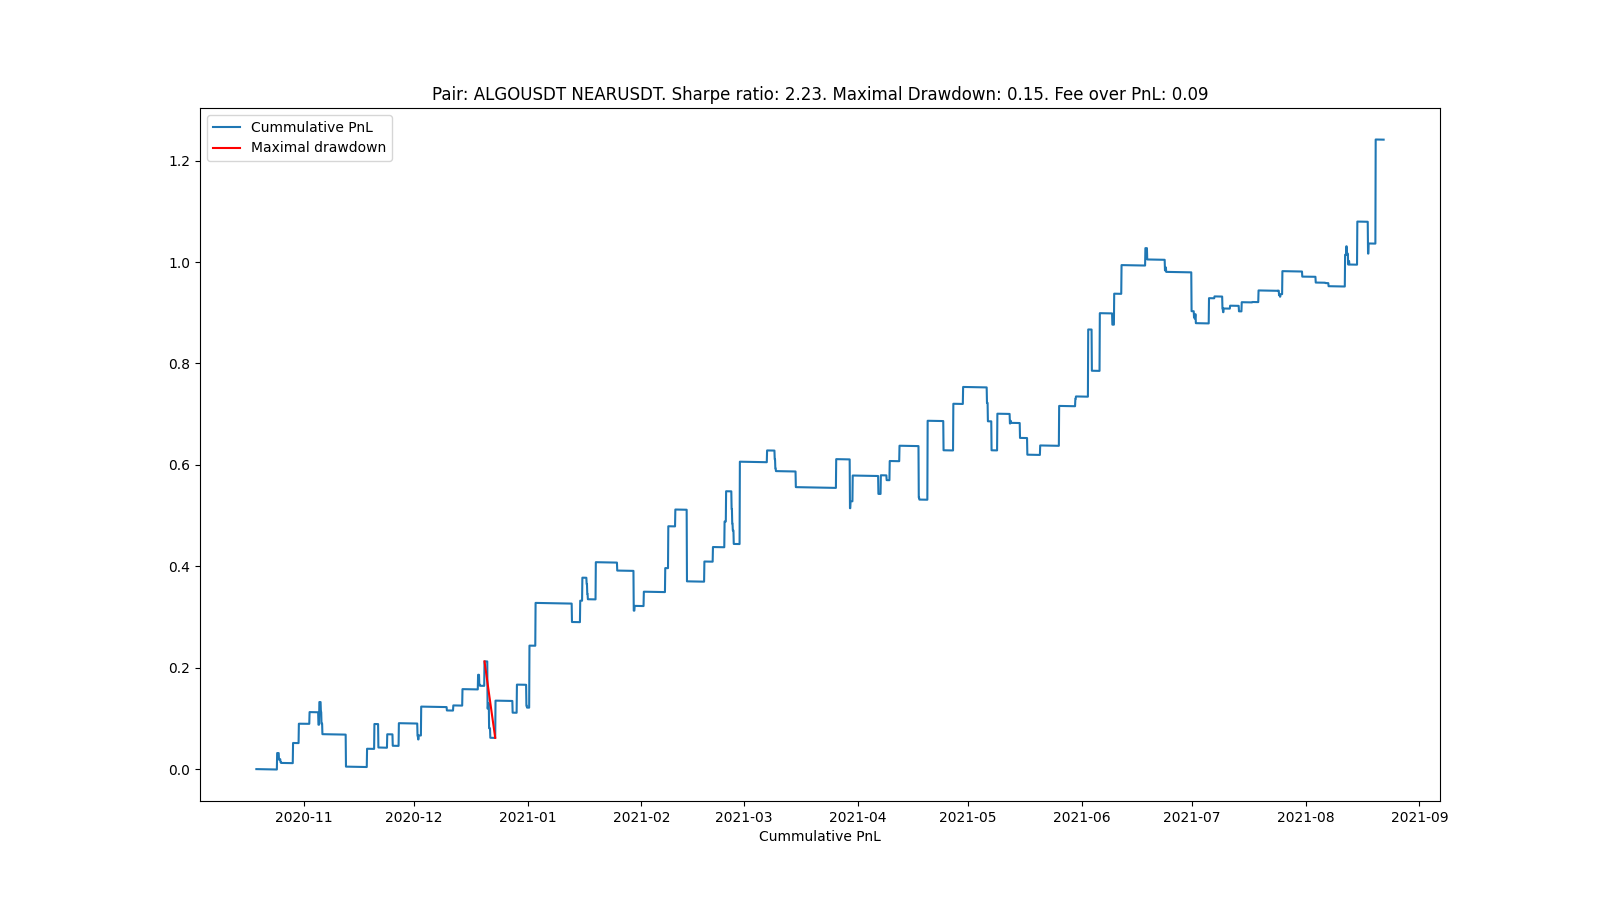 Pair: ALGOUSDT NEARUSDT. Sharpe ratio: 2.23. Maximal Drawdown: 0.15. Fee over PnL: 0.09
Cummulative PnL
Maximal drawdown
1.2
1.0
0.8
0.6
0.4
0.2
0.0
2020-11 2020-12 2021-01 2021-02 2021-03 2021-04 2021-05 2021-06 2021-07 2021-08 2021-09
Cummulative PnL